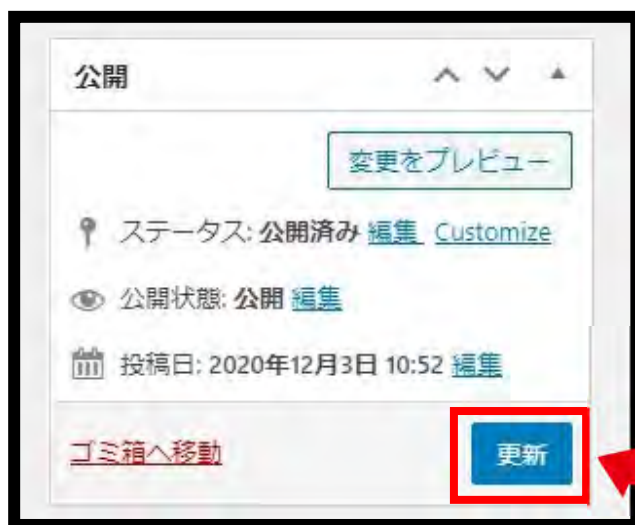 公開
変更をプレビュー
ステータス: 公開済み 編集 Customize
公開状態: 公開 編集
投稿日: 2020年12月3日 10:52 編集
ゴミ箱へ移動 更新